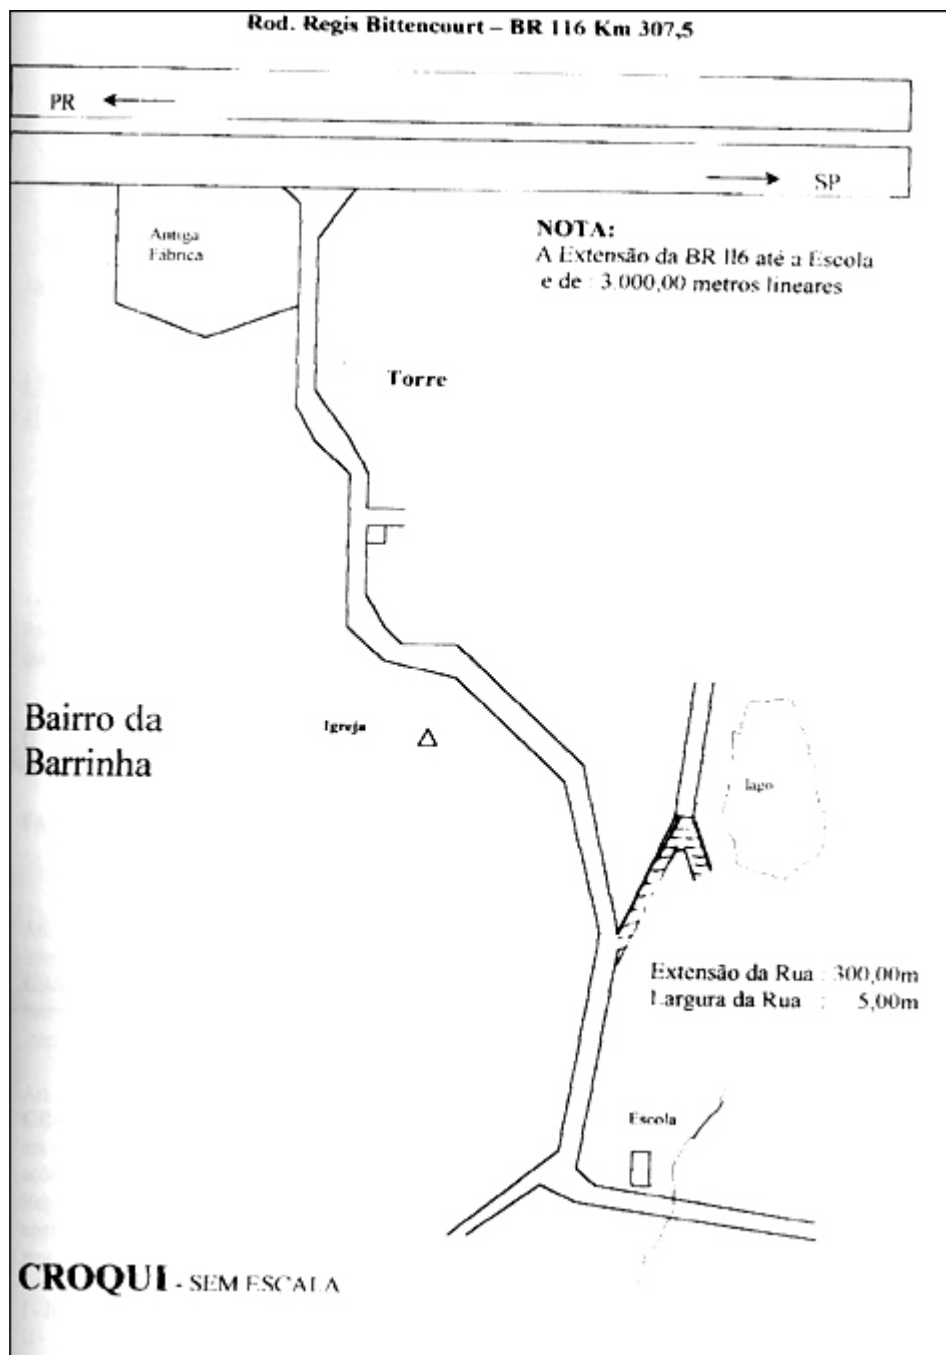 Rod. Regis Bittencourt – BR 116 Km 307,5
PR
SP
Antiga
Fábrica
NOTA:
A Extensão da BR 116 até a Escola
e de : 3.000,00 metros lineares
Torre
Bairro da
Barrinha
Igreja
lago
Extensão da Rua : 300,00m
Largura da Rua : 5,00m
Escola
CROQUI - SEM ESCALA